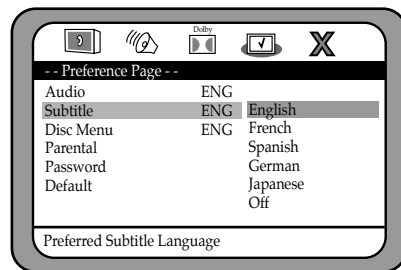 Dolby
- - Preference Page - -
Audio ENG
Subtitle ENG English
Disc Menu ENG French
Parental Spanish
Password German
Default Japanese
Off
Preferred Subtitle Language